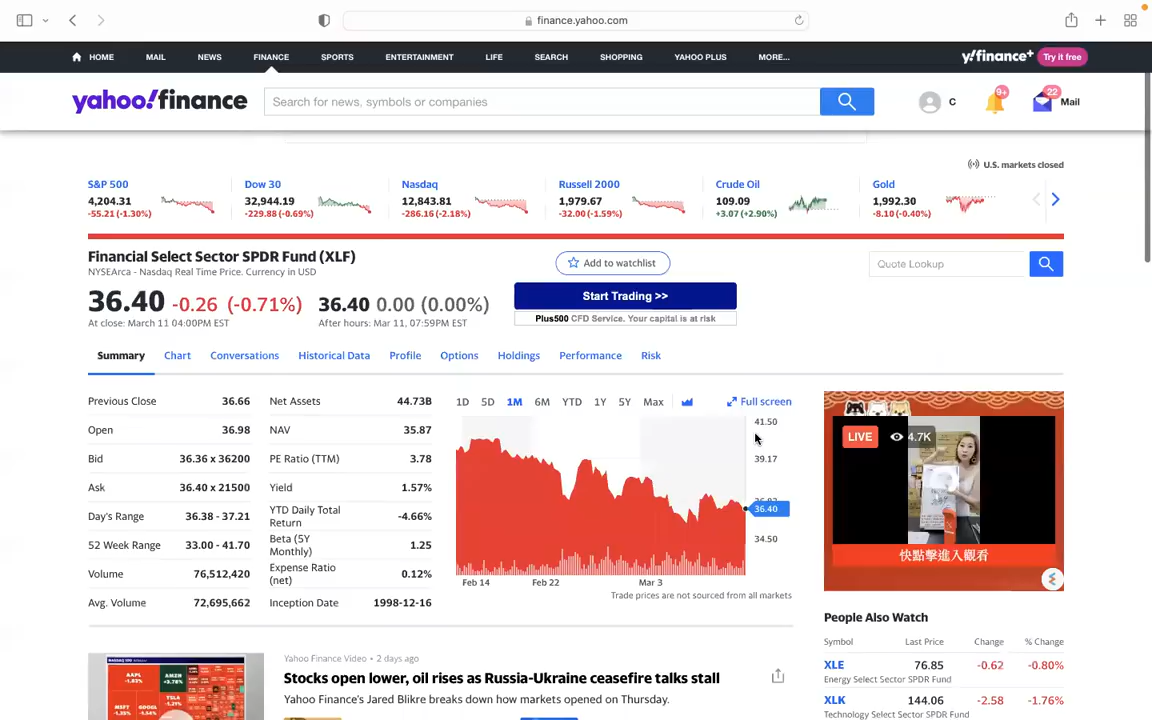 finance.yahoo.com
HOME MAIL NEWS FINANCE SPORTS ENTERTAINMENT LIFE SEARCH SHOPPING YAHOO PLUS MORE...
y!finance+ Try it free
yahoo!finance
Search for news, symbols or companies
C
9+
22
Mail
U.S. markets closed
S&P 500
4,204.31
-55.21 (-1.30%)
Dow 30
32,944.19
-229.88 (-0.69%)
Nasdaq
12,843.81
-286.16 (-2.18%)
Russell 2000
1,979.67
-32.00 (-1.59%)
Crude Oil
109.09
+3.07 (+2.90%)
Gold
1,992.30
-8.10 (-0.40%)
Financial Select Sector SPDR Fund (XLF)
NYSEArca - Nasdaq Real Time Price. Currency in USD
Add to watchlist
Quote Lookup
36.40 -0.26 (-0.71%)
At close: March 11 04:00PM EST
36.40 0.00 (0.00%)
After hours: Mar 11, 07:59PM EST
Start Trading >>
Plus500 CFD Service. Your capital is at risk
Summary Chart Conversations Historical Data Profile Options Holdings Performance Risk
Previous Close 36.66
Open 36.98
Bid 36.36 x 36200
Ask 36.40 x 21500
Day's Range 36.38 - 37.21
52 Week Range 33.00 - 41.70
Volume 76,512,420
Avg. Volume 72,695,662
Net Assets 44.73B
NAV 35.87
PE Ratio (TTM) 3.78
Yield 1.57%
YTD Daily Total
Return -4.66%
Beta (5Y
Monthly) 1.25
Expense Ratio
(net) 0.12%
Inception Date 1998-12-16
1D 5D 1M 6M YTD 1Y 5Y Max
Full screen
41.50
39.17
36.40
34.50
Feb 14 Feb 22 Mar 3
Trade prices are not sourced from all markets
LIVE 4.7K
快點擊進入觀看
People Also Watch
Symbol Last Price Change % Change
XLE 76.85 -0.62 -0.80%
Energy Select Sector SPDR Fund
XLK 144.06 -2.58 -1.76%
Technology Select Sector SPDR Fund
Yahoo Finance Video • 2 days ago
Stocks open lower, oil rises as Russia-Ukraine ceasefire talks stall
Yahoo Finance's Jared Blikre breaks down how markets opened on Thursday.
AAPL
AMZN
MSFT